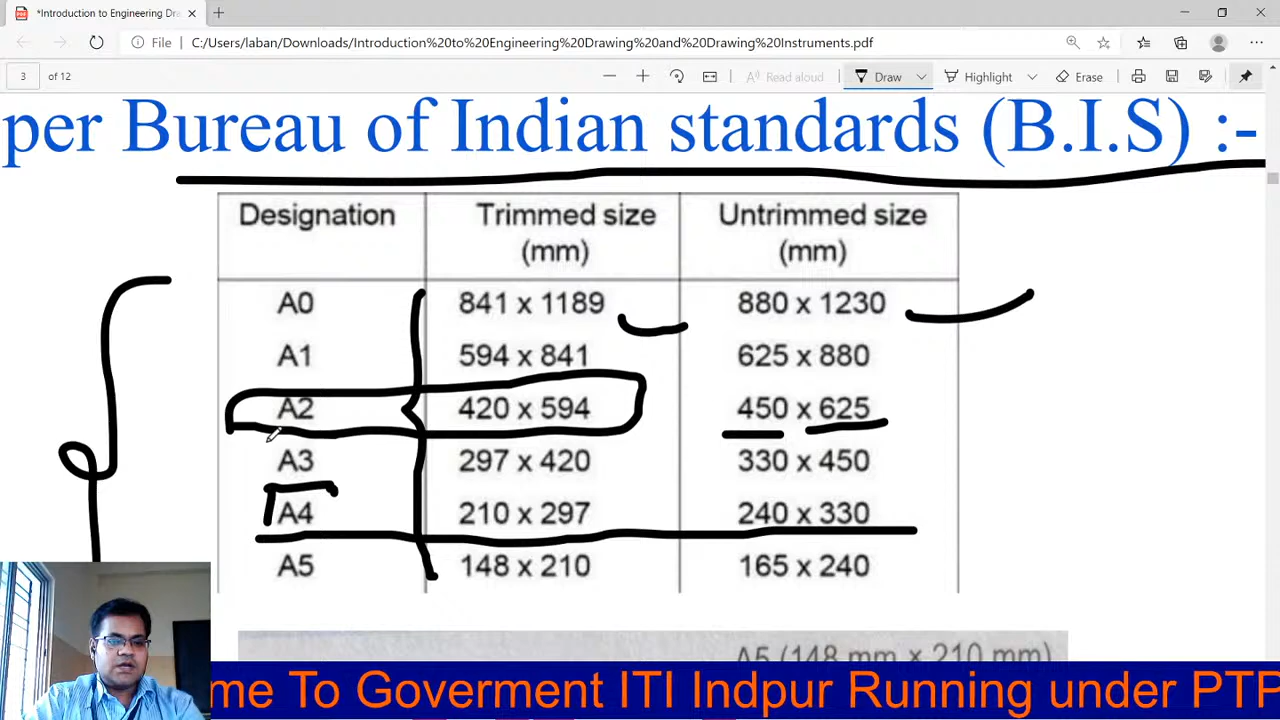 *Introduction to Engineering Dra
File C:/Users/laban/Downloads/Introduction%20to%20Engineering%20Drawing%20and%20Drawing%20Instruments.pdf
3 of 12 Read aloud Draw Highlight Erase
per Bureau of Indian standards (B.I.S) :-
Designation Trimmed size (mm) Untrimmed size (mm)
A0 841 x 1189 880 x 1230
A1 594 x 841 625 x 880
A2 420 x 594 450 x 625
A3 297 x 420 330 x 450
A4 210 x 297 240 x 330
A5 148 x 210 165 x 240
A5 (148 mm x 210 mm)
me To Goverment ITI Indpur Running under PTP